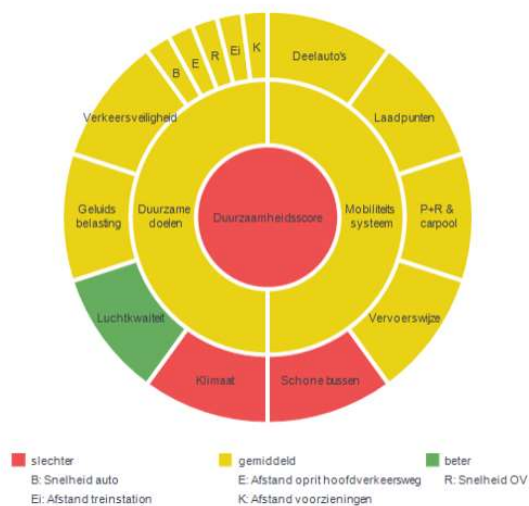 K
Ei
R
E
B
Deelauto's
Verkeersveiligheid
Laadpunten
Geluids
belasting
Duurzame
doelen
Duurzaamheidsscore
Mobiliteits
systeem
P+R &
carpool
Luchtkwaliteit
Vervoerswijze
Klimaat
Schone bussen
slechter
gemiddeld
beter
B: Snelheid auto
E: Afstand oprit hoofdverkeersweg
R: Snelheid OV
Ei: Afstand treinstation
K: Afstand voorzieningen